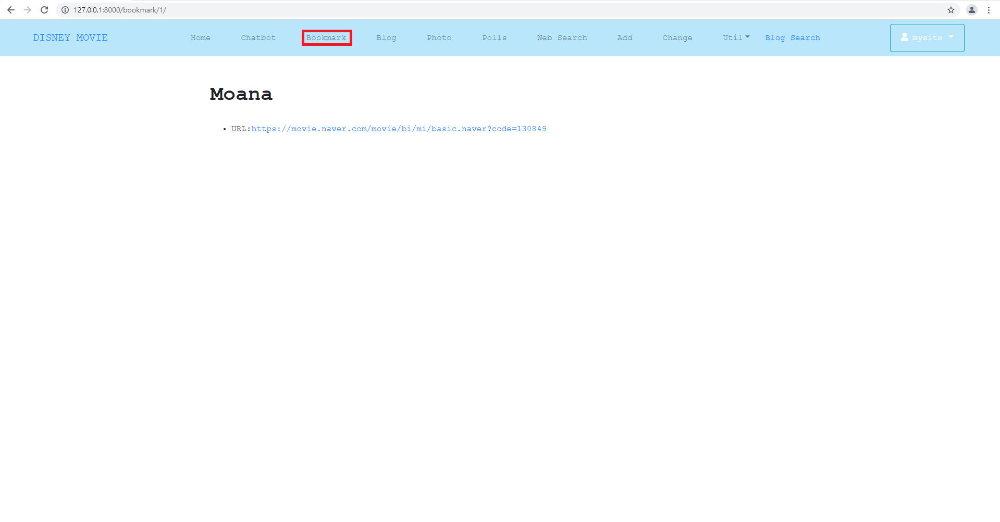 127.0.0.1:8000/bookmark/1/
DISNEY MOVIE Home Chatbot Bookmark Blog Photo Polls Web Search Add Change Util Blog Search mysite
Moana
• URL:https://movie.naver.com/movie/bi/mi/basic.naver?code=130849